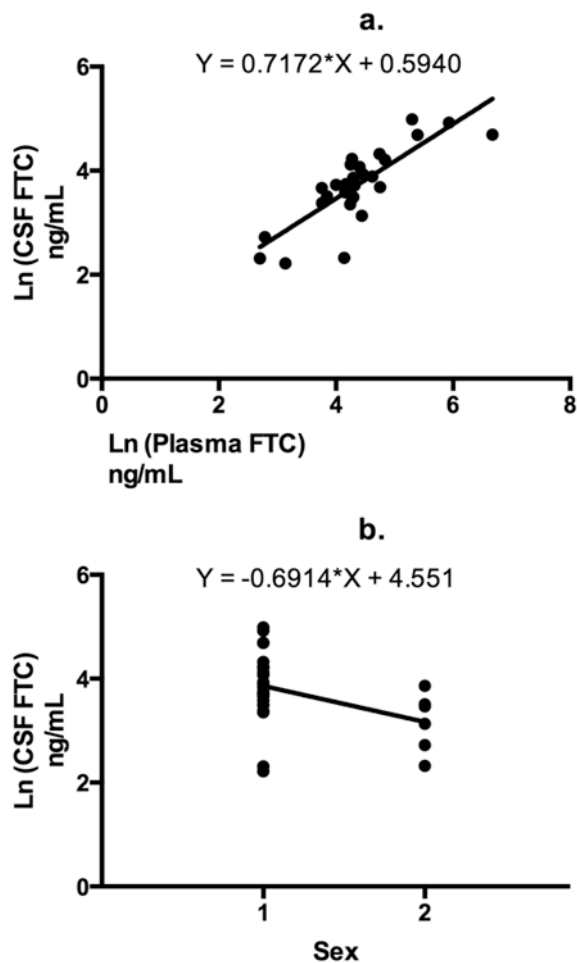 a.
Y = 0.7172*X + 0.5940
6
4
2
0
Ln (CSF FTC)
ng/mL
0 2 4 6 8
Ln (Plasma FTC)
ng/mL
b.
Y = -0.6914*X + 4.551
6
4
2
0
Ln (CSF FTC)
ng/mL
1 2
Sex